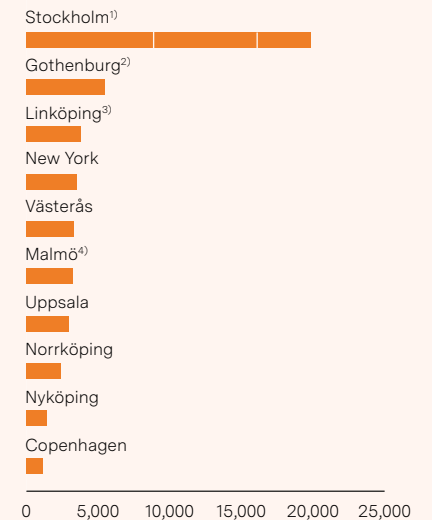 Stockholm¹⁾
Gothenburg²⁾
Linköping³⁾
New York
Västerås
Malmö⁴⁾
Uppsala
Norrköping
Nyköping
Copenhagen
0 5,000 10,000 15,000 20,000 25,000